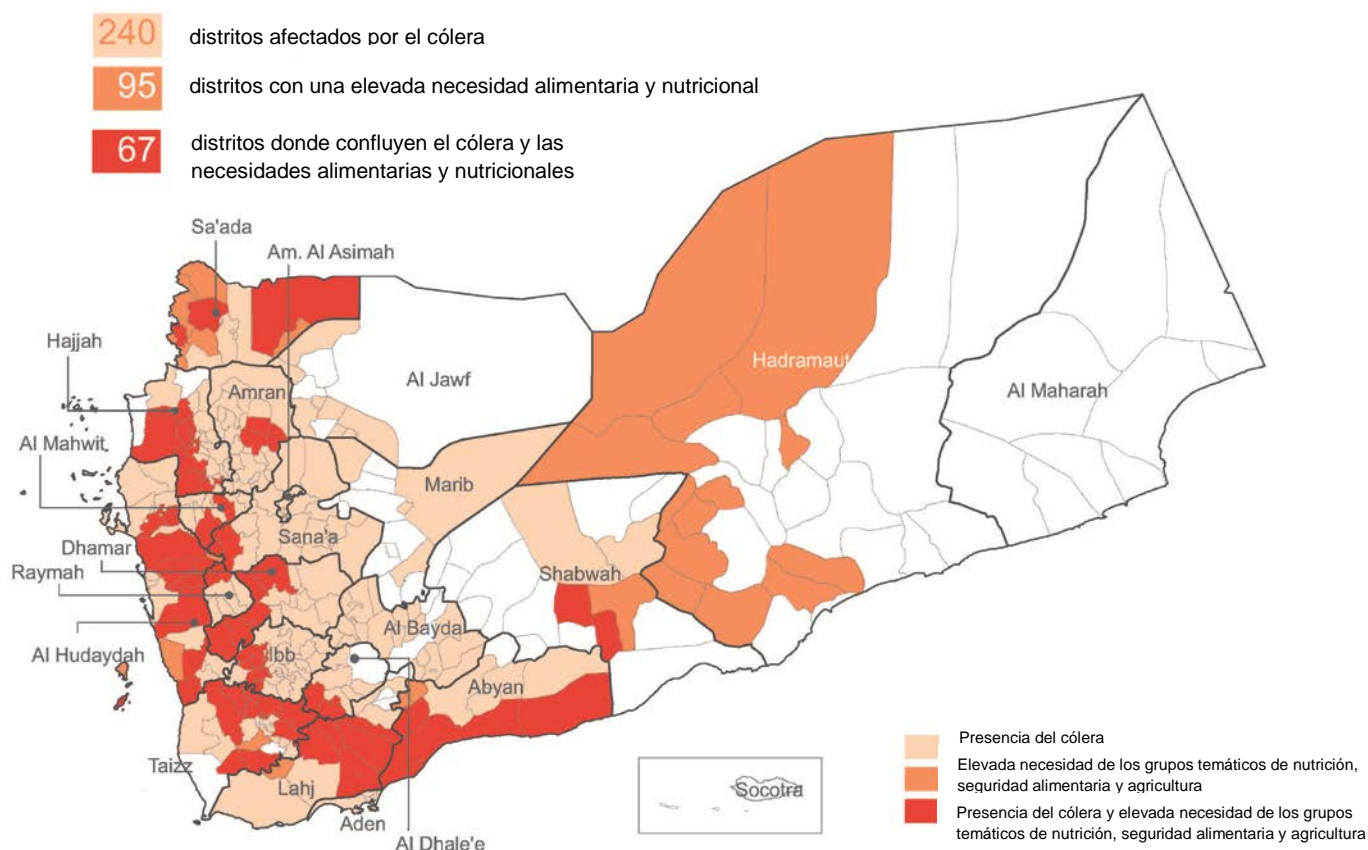 240 distritos afectados por el cólera
95 distritos con una elevada necesidad alimentaria y nutricional
67 distritos donde confluyen el cólera y las
necesidades alimentarias y nutricionales
Sa'ada
Am. Al Asimah
Hajjah
Amran
Al Jawf
Hadramaut
Al Maharah
Al Mahwit
Marib
Sana'a
Dhamar
Raymah
Shabwah
Al Bayda
Al Hudaydah
Ibb
Abyan
Taizz
Lahj
Aden
Al Dhale'e
Socotra
Presencia del cólera
Elevada necesidad de los grupos temáticos de nutrición,
seguridad alimentaria y agricultura
Presencia del cólera y elevada necesidad de los grupos
temáticos de nutrición, seguridad alimentaria y agricultura